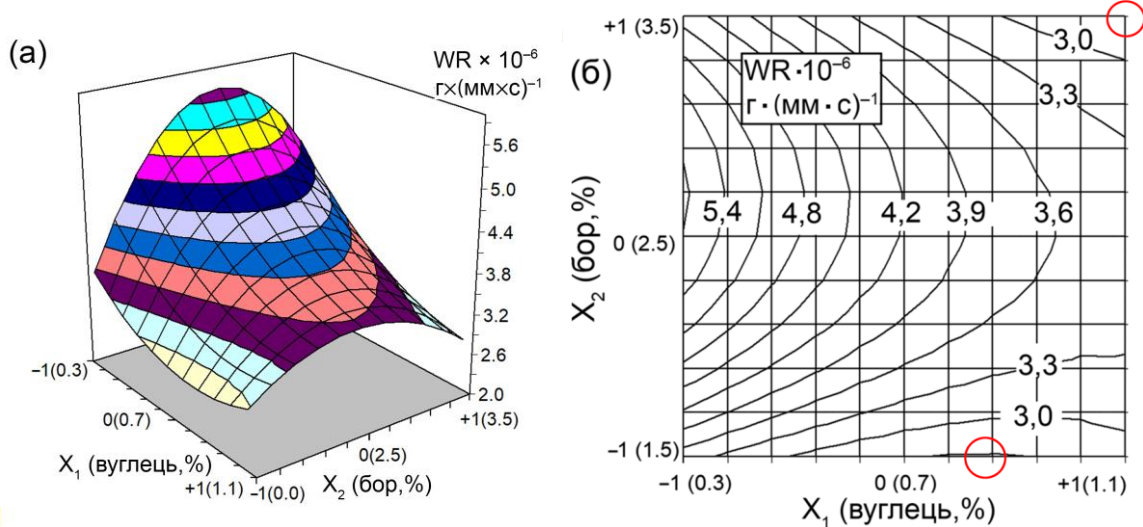 (а)
WR × 10⁻⁶
г×(мм×с)⁻¹
5.6
5.0
4.4
3.8
3.2
2.6
2.0
−1(0.3)
0(0.7)
+1(1.1)
X₁ (вуглець,%)
−1(0.0)
0(2.5)
+1(3.5)
X₂ (бор,%)
(б)
+1 (3.5)
0 (2.5)
−1 (1.5)
X₂ (бор,%)
WR·10⁻⁶
г·(мм·с)⁻¹
3,0
3,3
5,4 4,8 4,2 3,9 3,6
3,3
3,0
−1 (0.3) 0 (0.7) +1(1.1)
X₁ (вуглець,%)